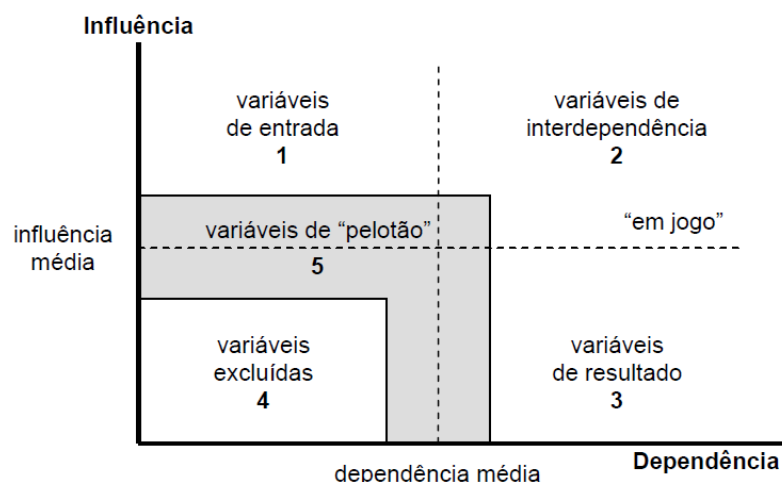 Influência
variáveis
de entrada
1
variáveis de
interdependência
2
influência
média
variáveis de “pelotão”
5
“em jogo”
variáveis
excluídas
4
variáveis
de resultado
3
dependência média
Dependência